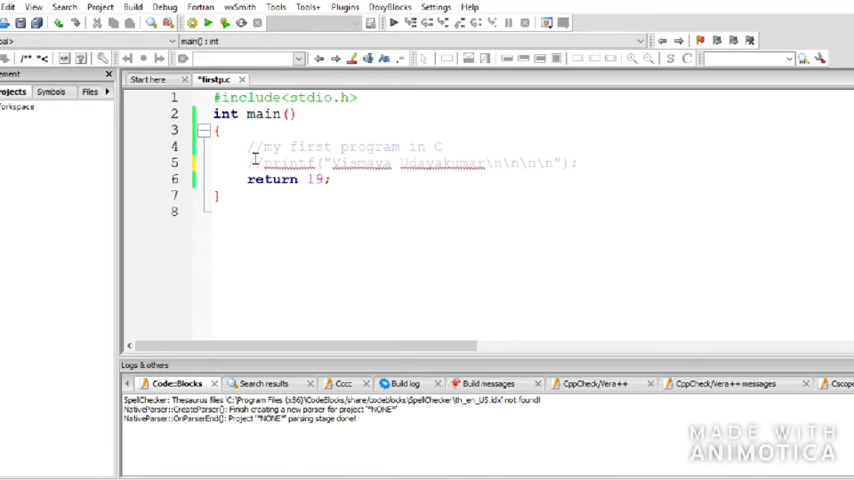 Edit View Search Project Build Debug Fortran wxSmith Tools Tools+ Plugins DoxyBlocks Settings Help
main() : int
/** *<
S C
Projects Symbols Files
Start here *firstp.c
1 #include<stdio.h>
2 int main()
3 {
4 //my first program in C
5 //printf("Vismaya Udayakumar\n\n\n\n");
6 return 19;
7 }
8
Logs & others
Code::Blocks Search results Cccc Build log Build messages CppCheck/Vera++ CppCheck/Vera++ messages Cscope
SpellChecker: Thesaurus files 'C:\Program Files (x86)\CodeBlocks/share/codeblocks/SpellChecker/th_en_US.idx' not found!
NativeParser::CreateParser(): Finish creating a new parser for project '*NONE*'
NativeParser::OnParserEnd(): Project '*NONE*' parsing stage done!
MADE WITH
ANIMOTICA